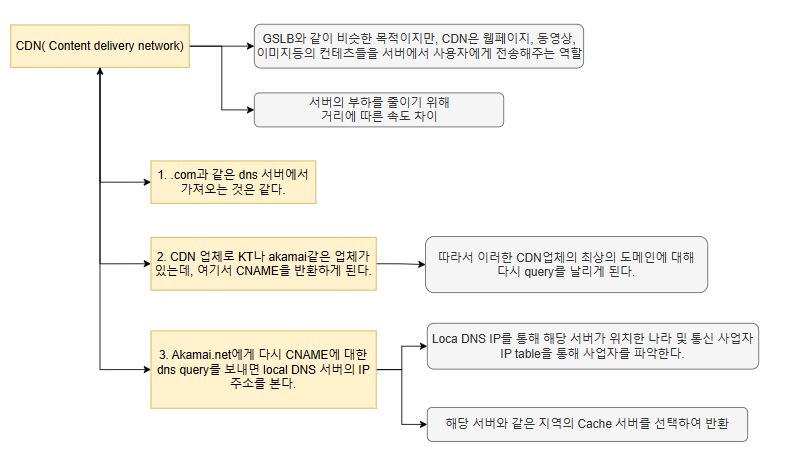 CDN( Content delivery network)
GSLB와 같이 비슷한 목적이지만, CDN은 웹페이지, 동영상,
이미지등의 컨텐츠들을 서버에서 사용자에게 전송해주는 역할
서버의 부하를 줄이기 위해
거리에 따른 속도 차이
1. .com과 같은 dns 서버에서
가져오는 것은 같다.
2. CDN 업체로 KT나 akamai같은 업체가
있는데, 여기서 CNAME을 반환하게 된다.
따라서 이러한 CDN업체의 최상의 도메인에 대해
다시 query를 날리게 된다.
3. Akamai.net에게 다시 CNAME에 대한
dns query를 보내면 local DNS 서버의 IP
주소를 본다.
Loca DNS IP를 통해 해당 서버가 위치한 나라 및 통신 사업자
IP table을 통해 사업자를 파악한다.
해당 서버와 같은 지역의 Cache 서버를 선택하여 반환